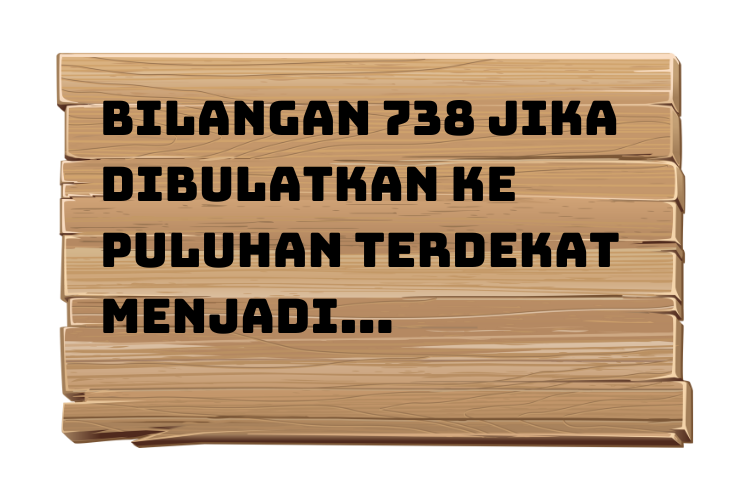 BILANGAN 738 JIKA
DIBULATKAN KE
PULUHAN TERDEKAT
MENJADI...